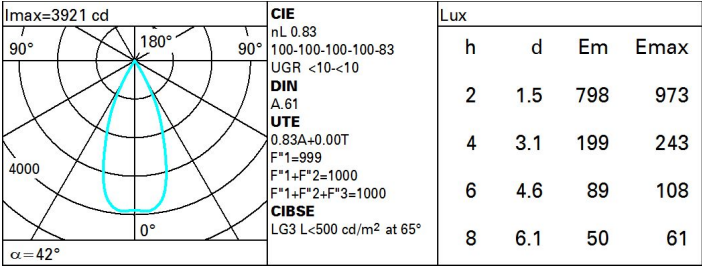 Imax=3921 cd
90° 180° 90°
4000
0°
α=42°
CIE
nL 0.83
100-100-100-100-83
UGR <10-<10
DIN
A.61
UTE
0.83A+0.00T
F"1=999
F"1+F"2=1000
F"1+F"2+F"3=1000
CIBSE
LG3 L<500 cd/m² at 65°
Lux
h d Em Emax
2 1.5 798 973
4 3.1 199 243
6 4.6 89 108
8 6.1 50 61